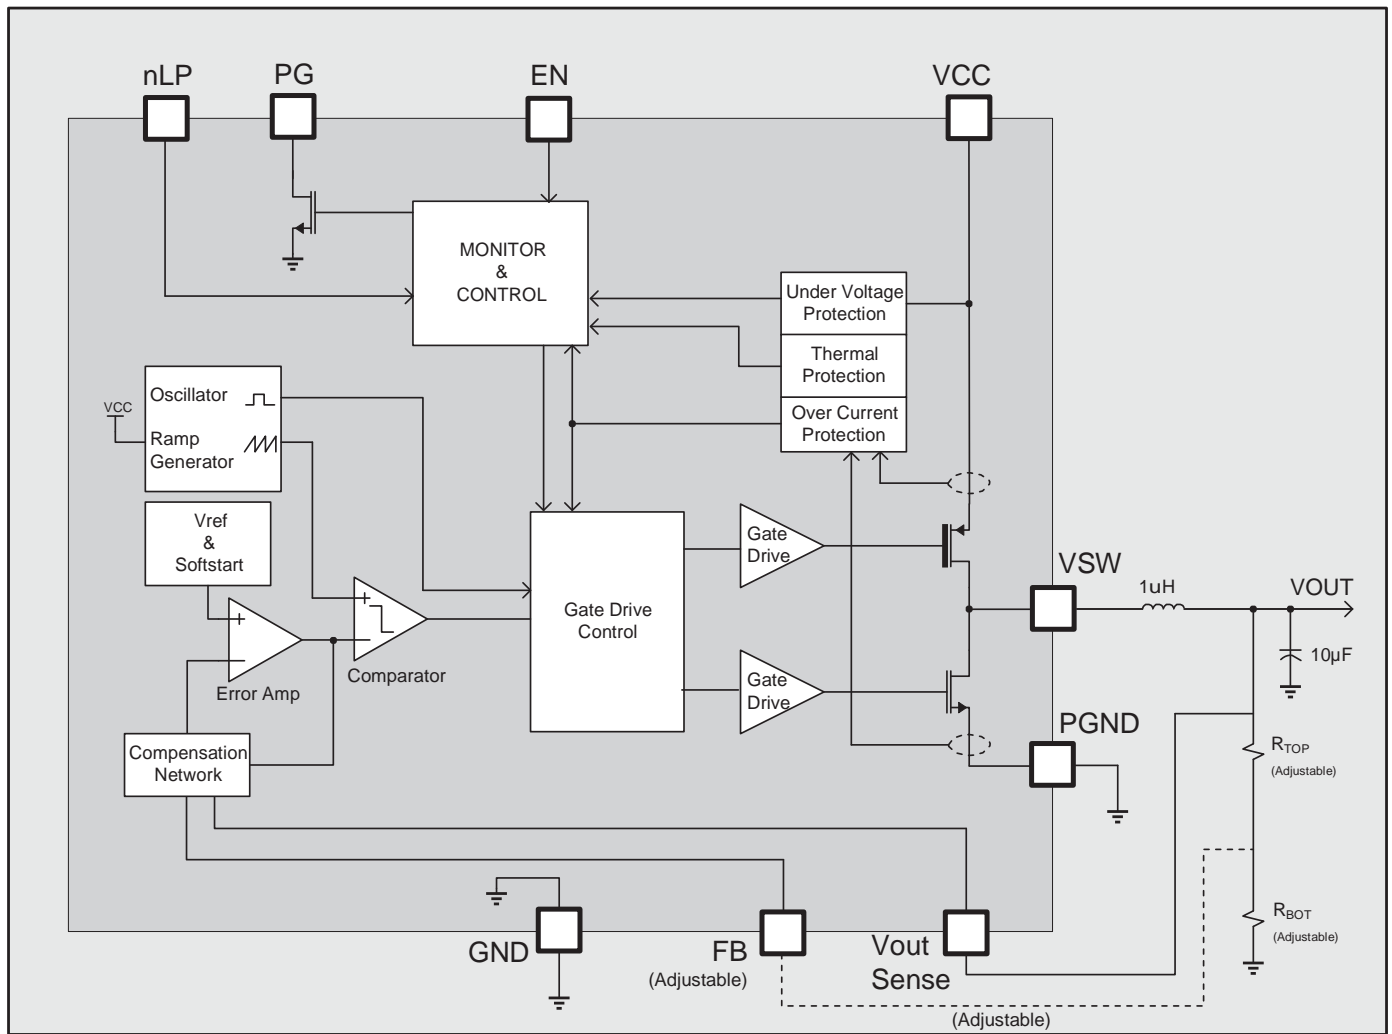 nLP
PG
EN
VCC
MONITOR
&
CONTROL
Under Voltage
Protection
Thermal
Protection
Over Current
Protection
VCC
Oscillator
Ramp
Generator
Vref
&
Softstart
+
−
Error Amp
+
−
Comparator
Compensation
Network
Gate Drive
Control
Gate
Drive
Gate
Drive
VSW
1uH
VOUT
10µF
PGND
RTOP
(Adjustable)
RBOT
(Adjustable)
GND
FB
(Adjustable)
Vout
Sense
(Adjustable)